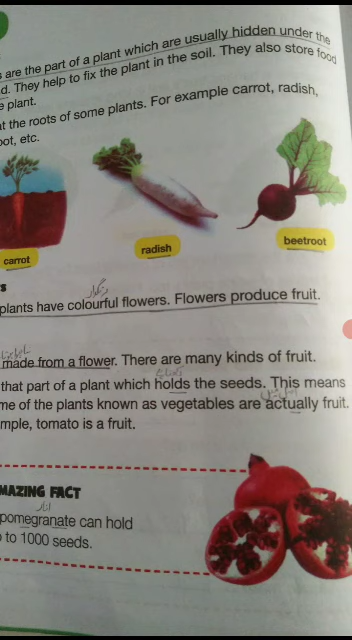 are the part of a plant which are usually hidden under the
d. They help to fix the plant in the soil. They also store food
plant.
at the roots of some plants. For example carrot, radish,
oot, etc.
carrot
radish
beetroot
s
plants have colourful flowers. Flowers produce fruit.
made from a flower. There are many kinds of fruit.
that part of a plant which holds the seeds. This means
me of the plants known as vegetables are actually fruit.
mple, tomato is a fruit.
MAZING FACT
انار
pomegranate can hold
to 1000 seeds.